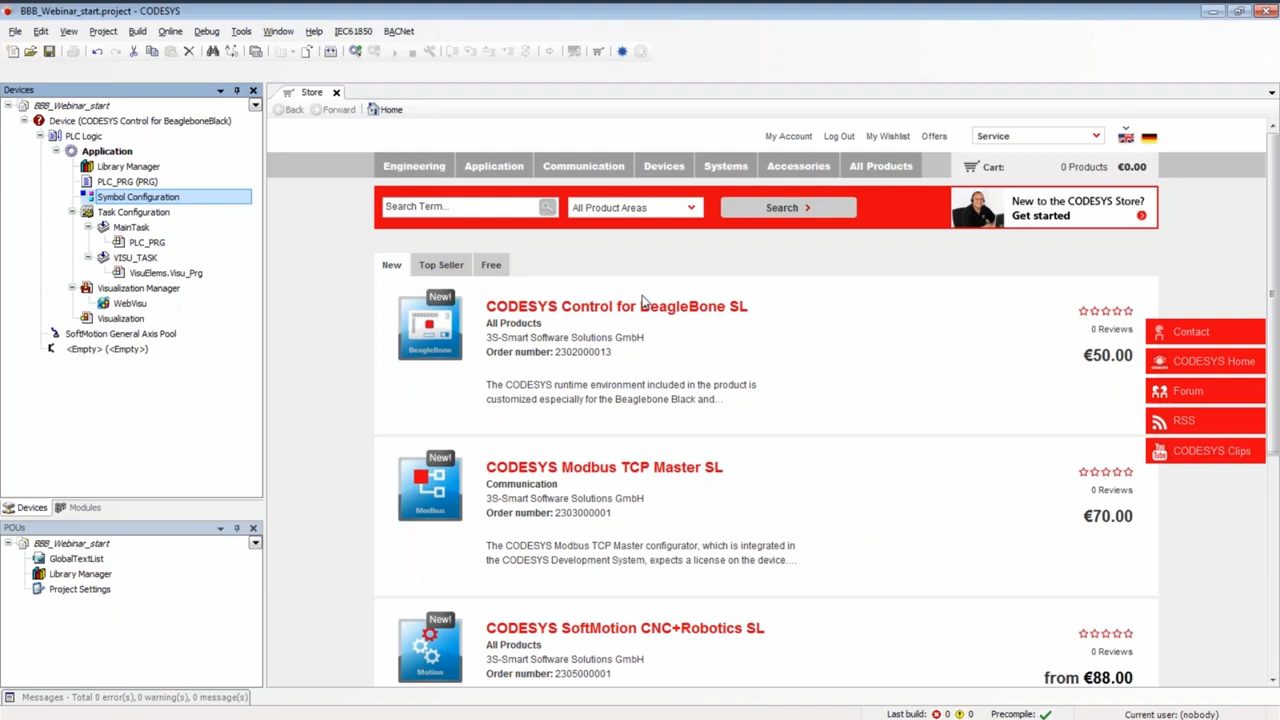 BBB_Webinar_start.project - CODESYS
File Edit View Project Build Online Debug Tools Window Help IEC61850 BACNet
Devices
BBB_Webinar_start
Device (CODESYS Control for BeagleboneBlack)
PLC Logic
Application
Library Manager
PLC_PRG (PRG)
Symbol Configuration
Task Configuration
MainTask
PLC_PRG
VISU_TASK
VisuElems.Visu_Prg
Visualization Manager
WebVisu
Visualization
SoftMotion General Axis Pool
<Empty> (<Empty>)
Devices Modules
POUs
BBB_Webinar_start
GlobalTextList
Library Manager
Project Settings
Store
Back Forward Home
My Account Log Out My Wishlist Offers Service
Engineering Application Communication Devices Systems Accessories All Products Cart: 0 Products €0.00
Search Term... All Product Areas Search
New to the CODESYS Store?
Get started
New Top Seller Free
New!
BeagleBone
CODESYS Control for BeagleBone SL
All Products
3S-Smart Software Solutions GmbH
Order number: 2302000013
The CODESYS runtime environment included in the product is
customized especially for the Beaglebone Black and...
0 Reviews
€50.00
New!
Modbus
CODESYS Modbus TCP Master SL
Communication
3S-Smart Software Solutions GmbH
Order number: 2303000001
The CODESYS Modbus TCP Master configurator, which is integrated in
the CODESYS Development System, expects a license on the device....
0 Reviews
€70.00
New!
Motion
CODESYS SoftMotion CNC+Robotics SL
All Products
3S-Smart Software Solutions GmbH
Order number: 2305000001
0 Reviews
from €88.00
Contact
CODESYS Home
Forum
RSS
You Tube
CODESYS Clips
Messages - Total 0 error(s), 0 warning(s), 0 message(s)
Last build: 0 0 Precompile: Current user: (nobody)